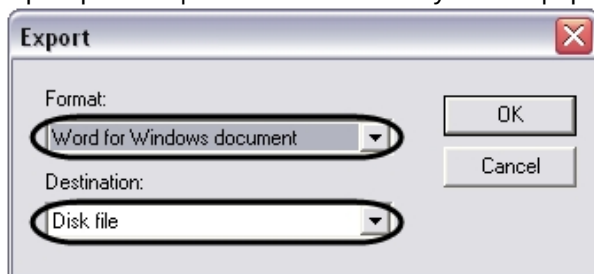 Export
Format:
Word for Windows document
OK
Cancel
Destination:
Disk file